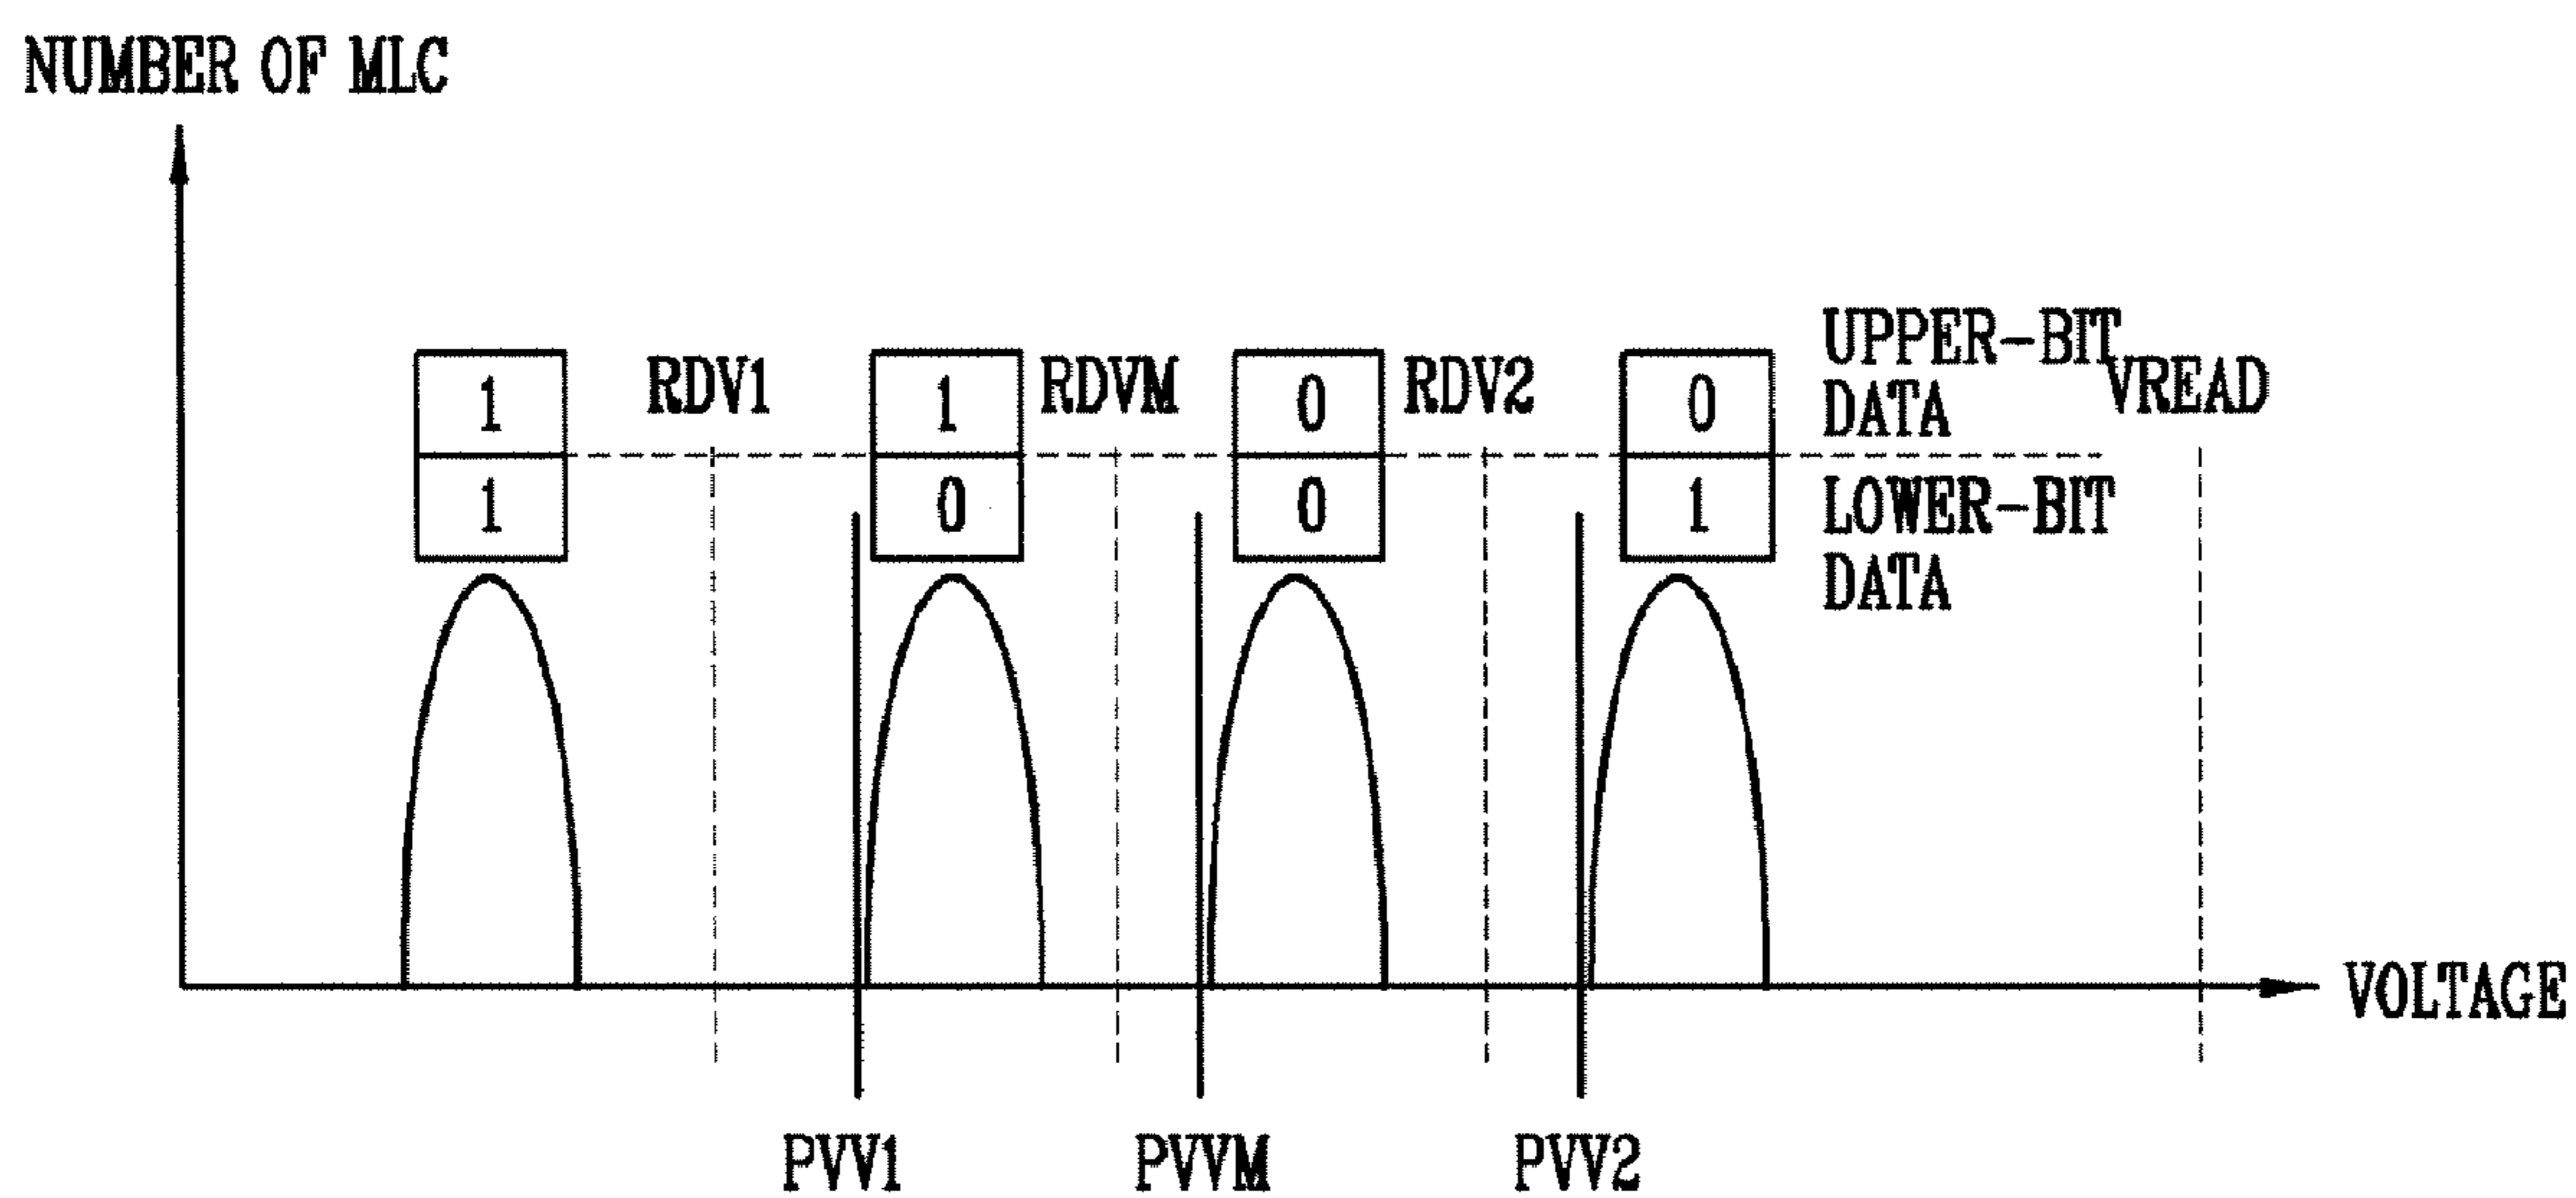 NUMBER OF MLC
UPPER-BIT
DATA
1 RDV1 1 RDVM 0 RDV2 0 VREAD
1 0 0 1
LOWER-BIT
DATA
VOLTAGE
PVV1 PVVM PVV2